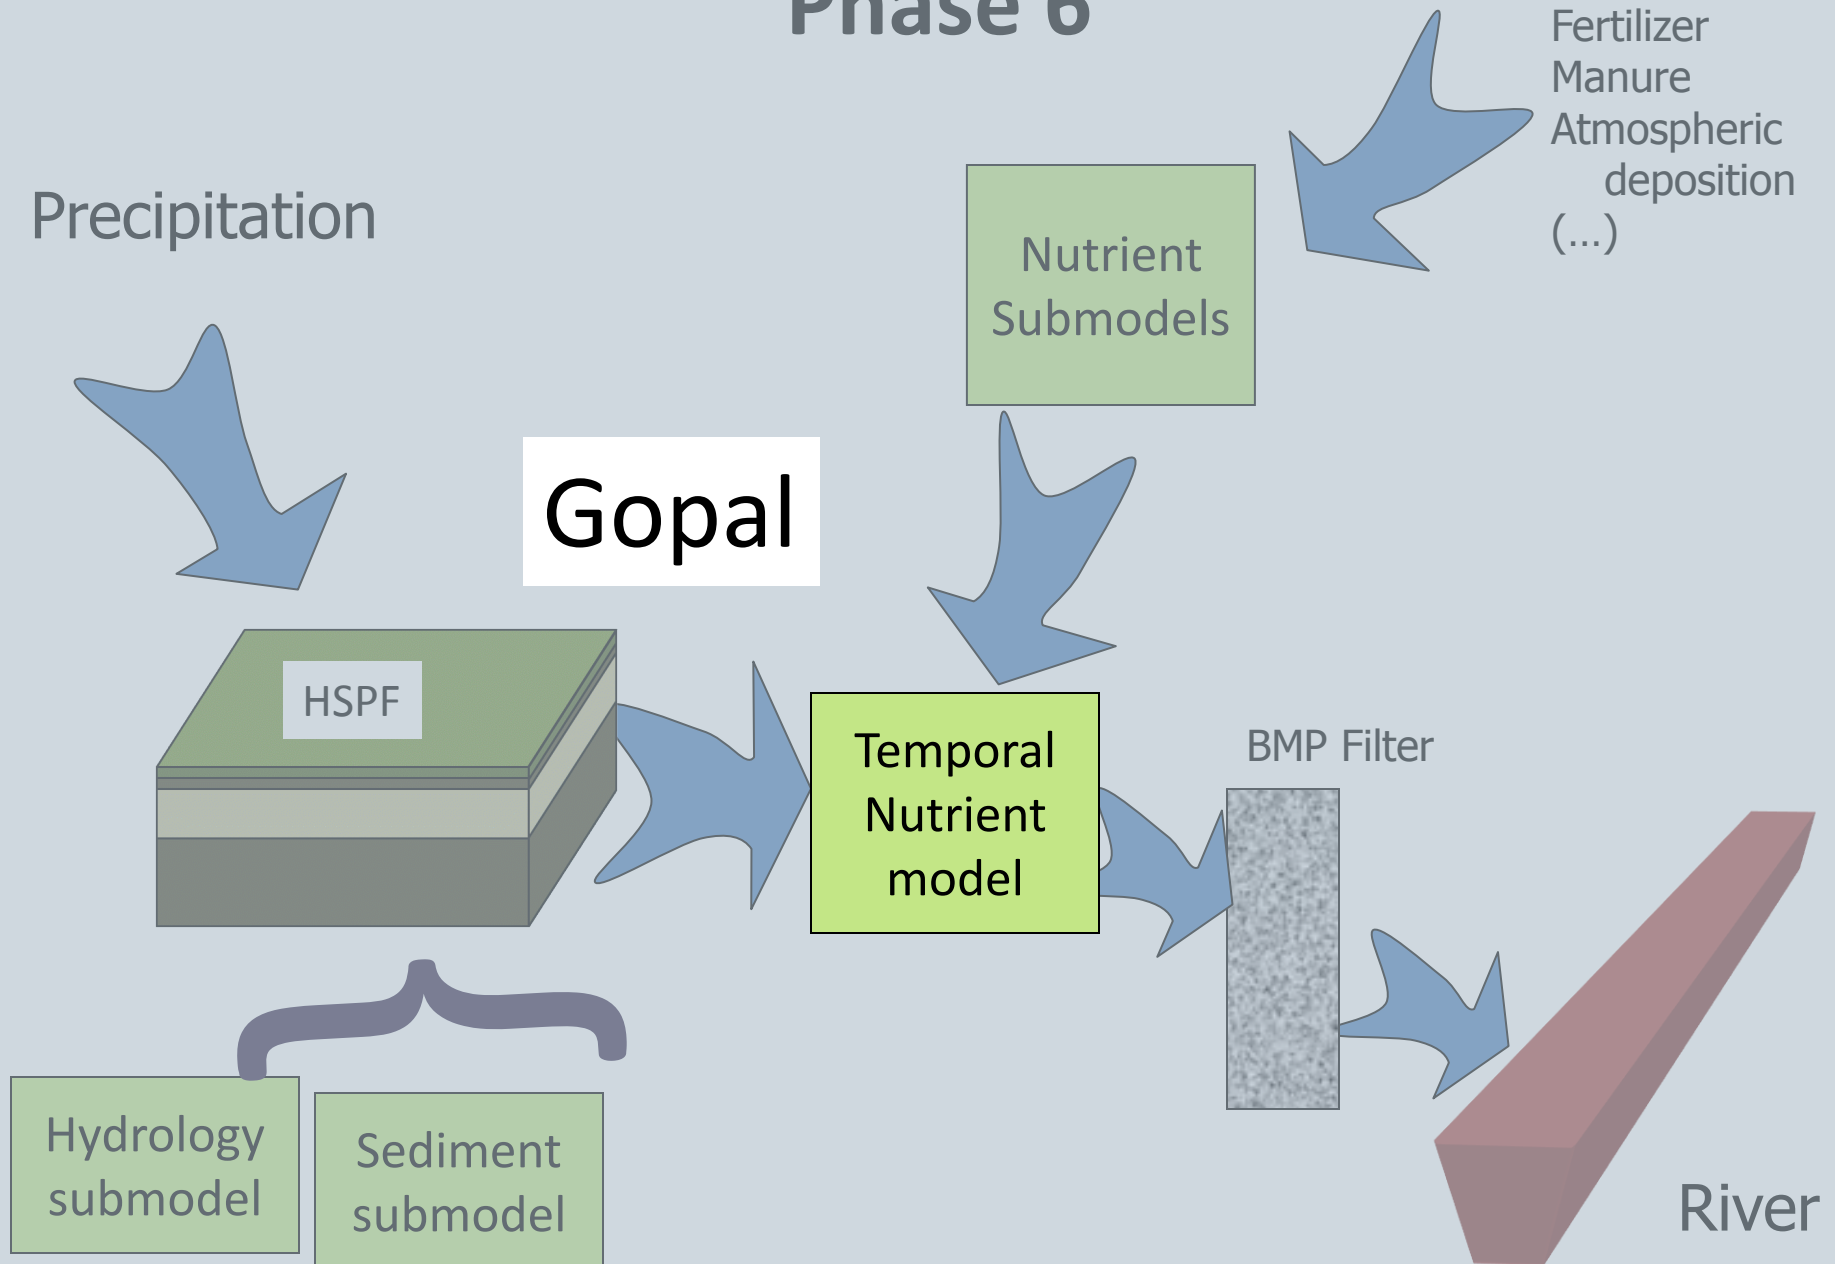 Phase 6
Fertilizer
Manure
Atmospheric
deposition
(...)
Precipitation
Nutrient
Submodels
Gopal
HSPF
Temporal
Nutrient
model
BMP Filter
Hydrology
submodel
Sediment
submodel
River